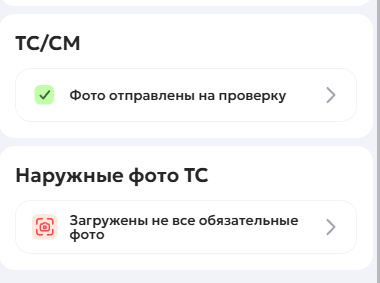 ТС/СМ
Фото отправлены на проверку
Наружные фото ТС
Загружены не все обязательные
фото